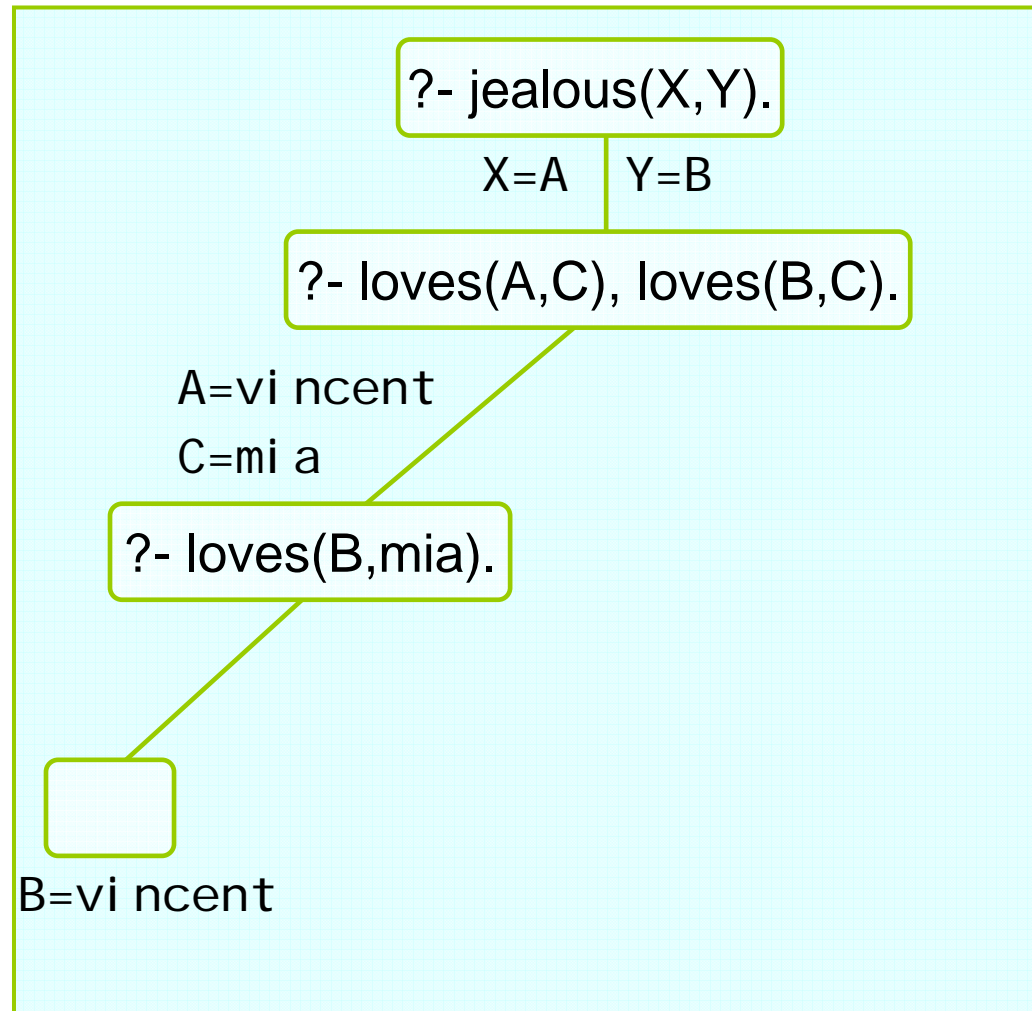 ?- jealous(X,Y).
X=A Y=B
?- loves(A,C), loves(B,C).
A=vincent
C=mia
?- loves(B,mia).
B=vincent